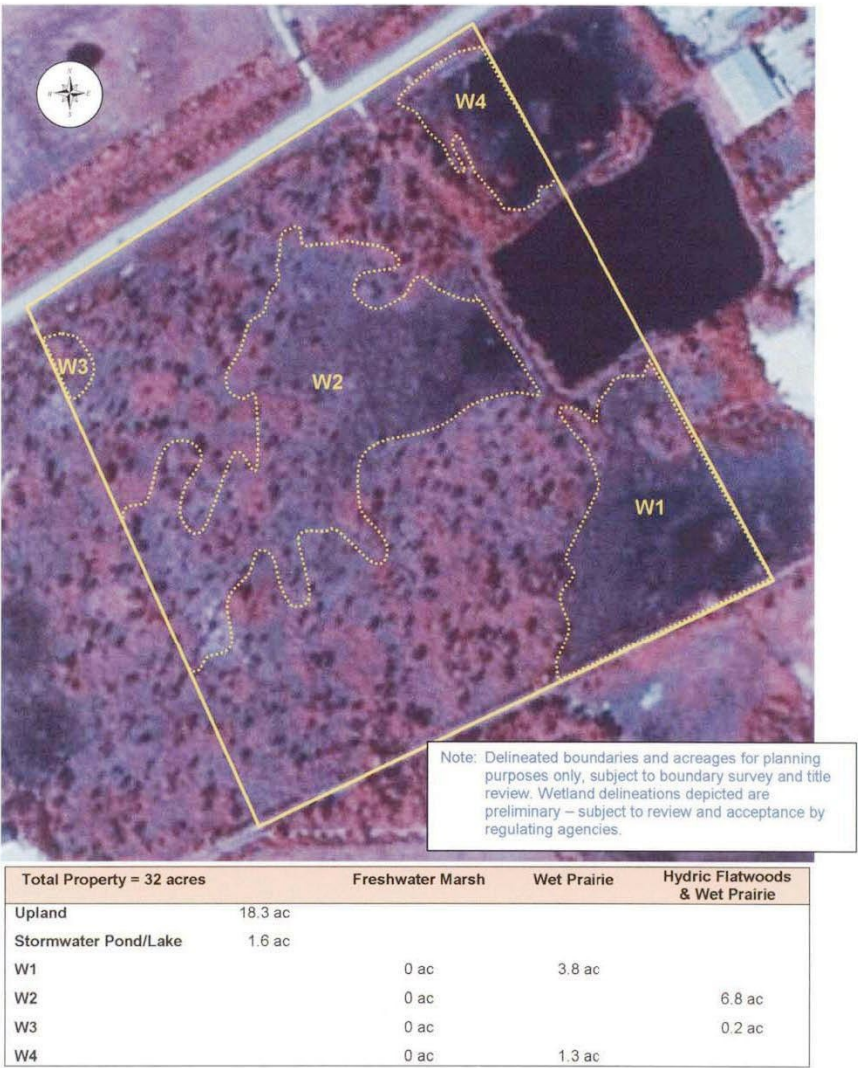 N
W E
S
W4
W3
W2
W1
Note: Delineated boundaries and acreages for planning
purposes only, subject to boundary survey and title
review. Wetland delineations depicted are
preliminary – subject to review and acceptance by
regulating agencies.
Total Property = 32 acres Freshwater Marsh Wet Prairie Hydric Flatwoods
& Wet Prairie
Upland 18.3 ac
Stormwater Pond/Lake 1.6 ac
W1 0 ac 3.8 ac
W2 0 ac 6.8 ac
W3 0 ac 0.2 ac
W4 0 ac 1.3 ac